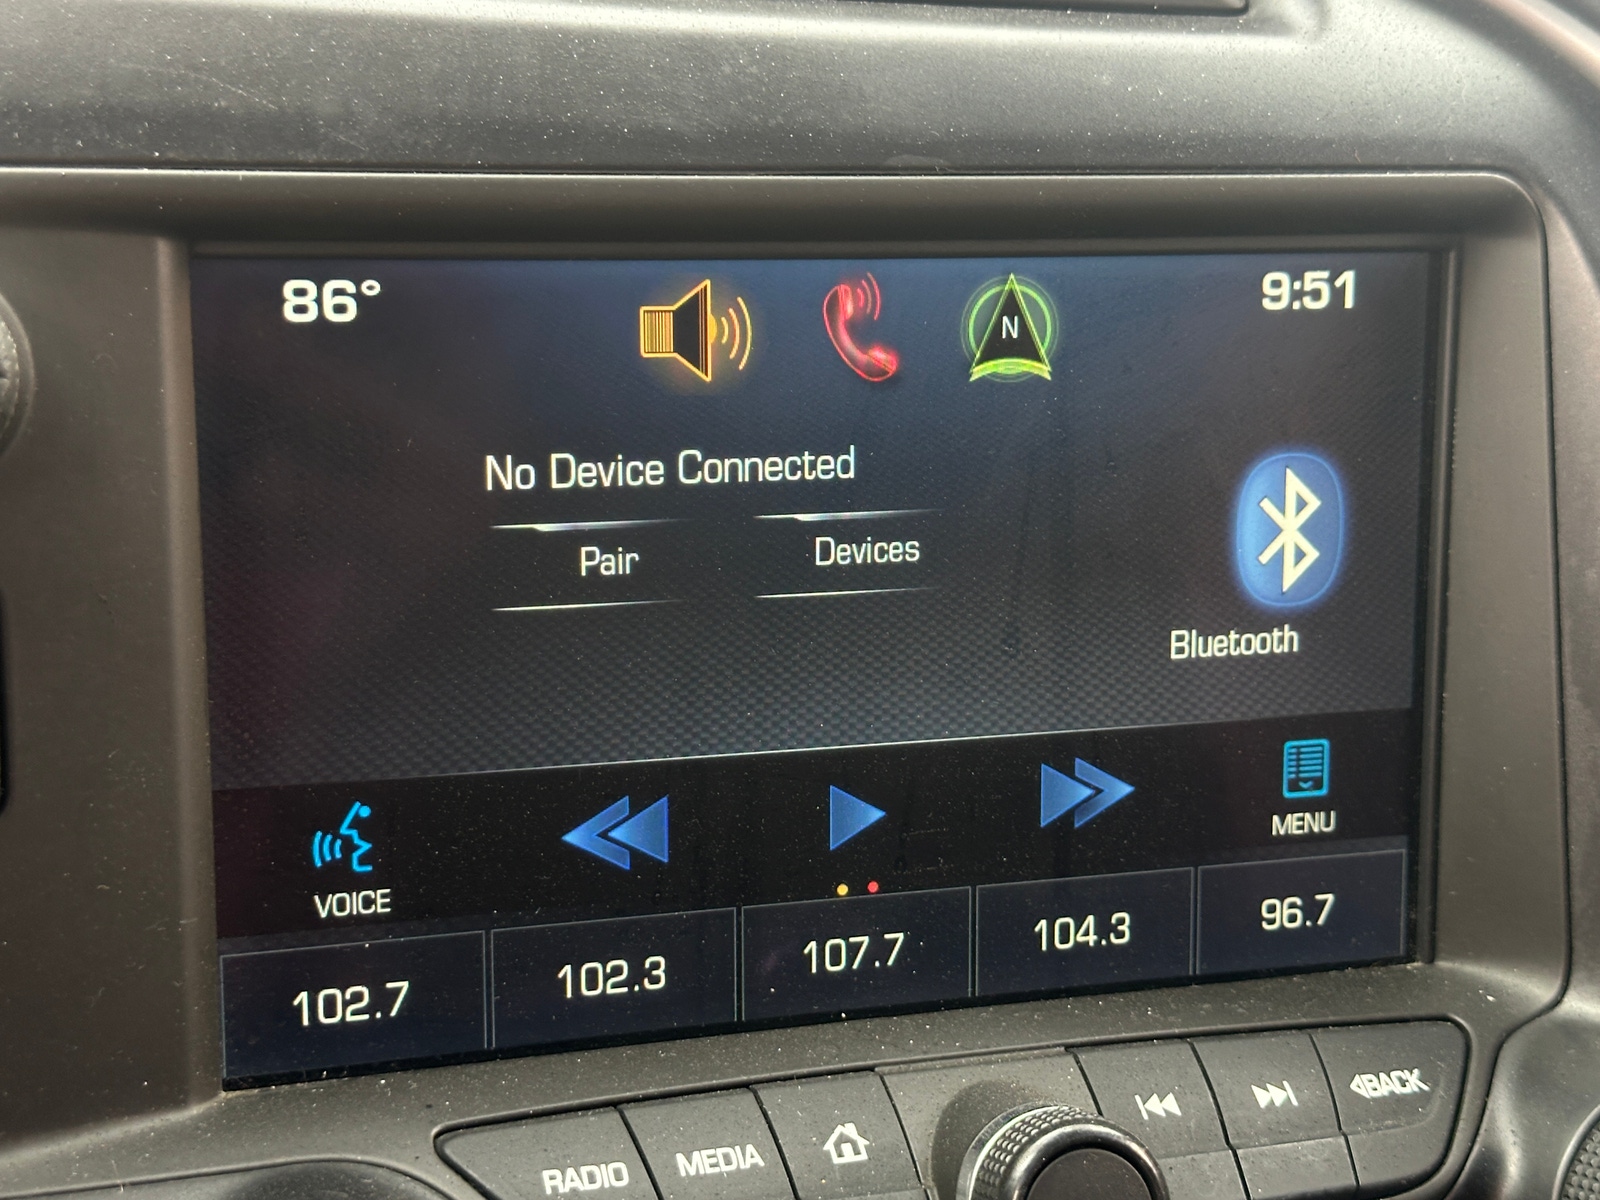 86° 9:51
N
No Device Connected
Pair Devices
Bluetooth
VOICE MENU
102.7 102.3 107.7 104.3 96.7
RADIO MEDIA BACK